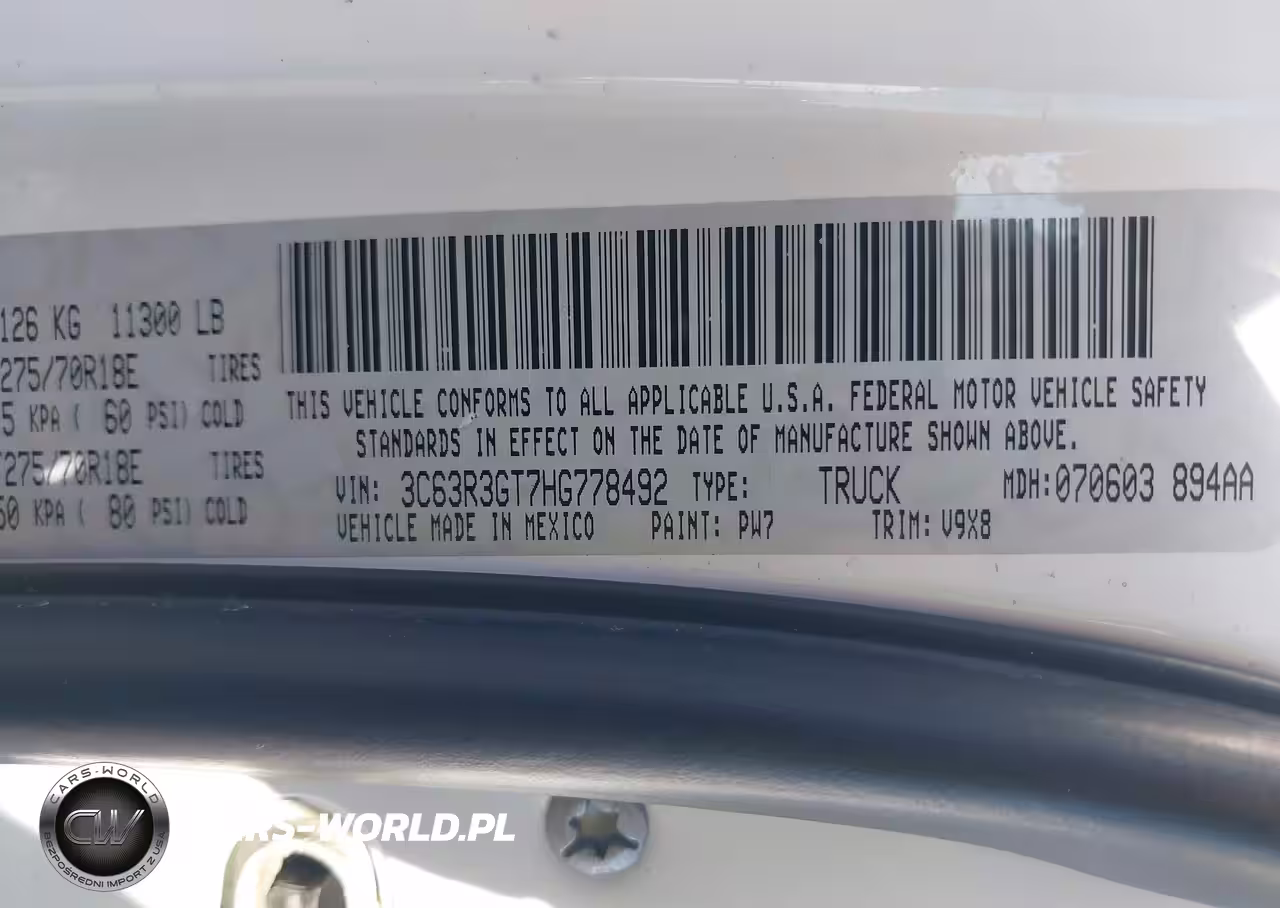 126 KG 11300 LB
275/70R18E TIRES
5 KPA ( 60 PSI) COLD
275/70R18E TIRES
50 KPA ( 80 PSI) COLD
THIS VEHICLE CONFORMS TO ALL APPLICABLE U.S.A. FEDERAL MOTOR VEHICLE SAFETY
STANDARDS IN EFFECT ON THE DATE OF MANUFACTURE SHOWN ABOVE.
VIN: 3C63R3GT7HG778492 TYPE: TRUCK MDH:070603 894AA
VEHICLE MADE IN MEXICO PAINT: PW7 TRIM: V9X8
CARS-WORLD
CW
BEZPOŚREDNI IMPORT Z USA
CARS-WORLD.PL